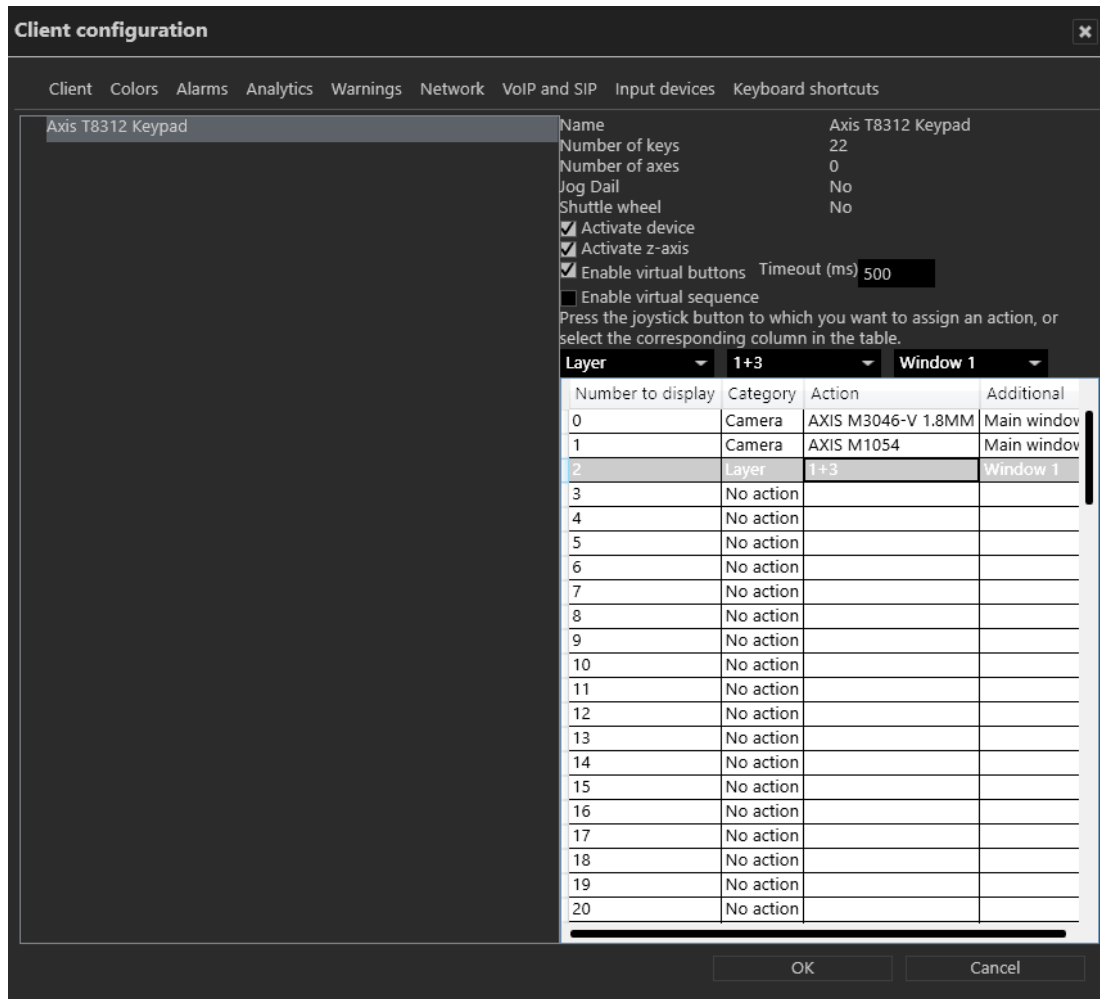 Client configuration
Client Colors Alarms Analytics Warnings Network VoIP and SIP Input devices Keyboard shortcuts
Axis T8312 Keypad
Name Axis T8312 Keypad
Number of keys 22
Number of axes 0
Jog Dail No
Shuttle wheel No
Activate device
Activate z-axis
Enable virtual buttons Timeout (ms) 500
Enable virtual sequence
Press the joystick button to which you want to assign an action, or
select the corresponding column in the table.
Layer 1+3 Window 1
Number to display Category Action Additional
0 Camera AXIS M3046-V 1.8MM Main window
1 Camera AXIS M1054 Main window
2 Layer 1+3 Window 1
3 No action
4 No action
5 No action
6 No action
7 No action
8 No action
9 No action
10 No action
11 No action
12 No action
13 No action
14 No action
15 No action
16 No action
17 No action
18 No action
19 No action
20 No action
OK Cancel